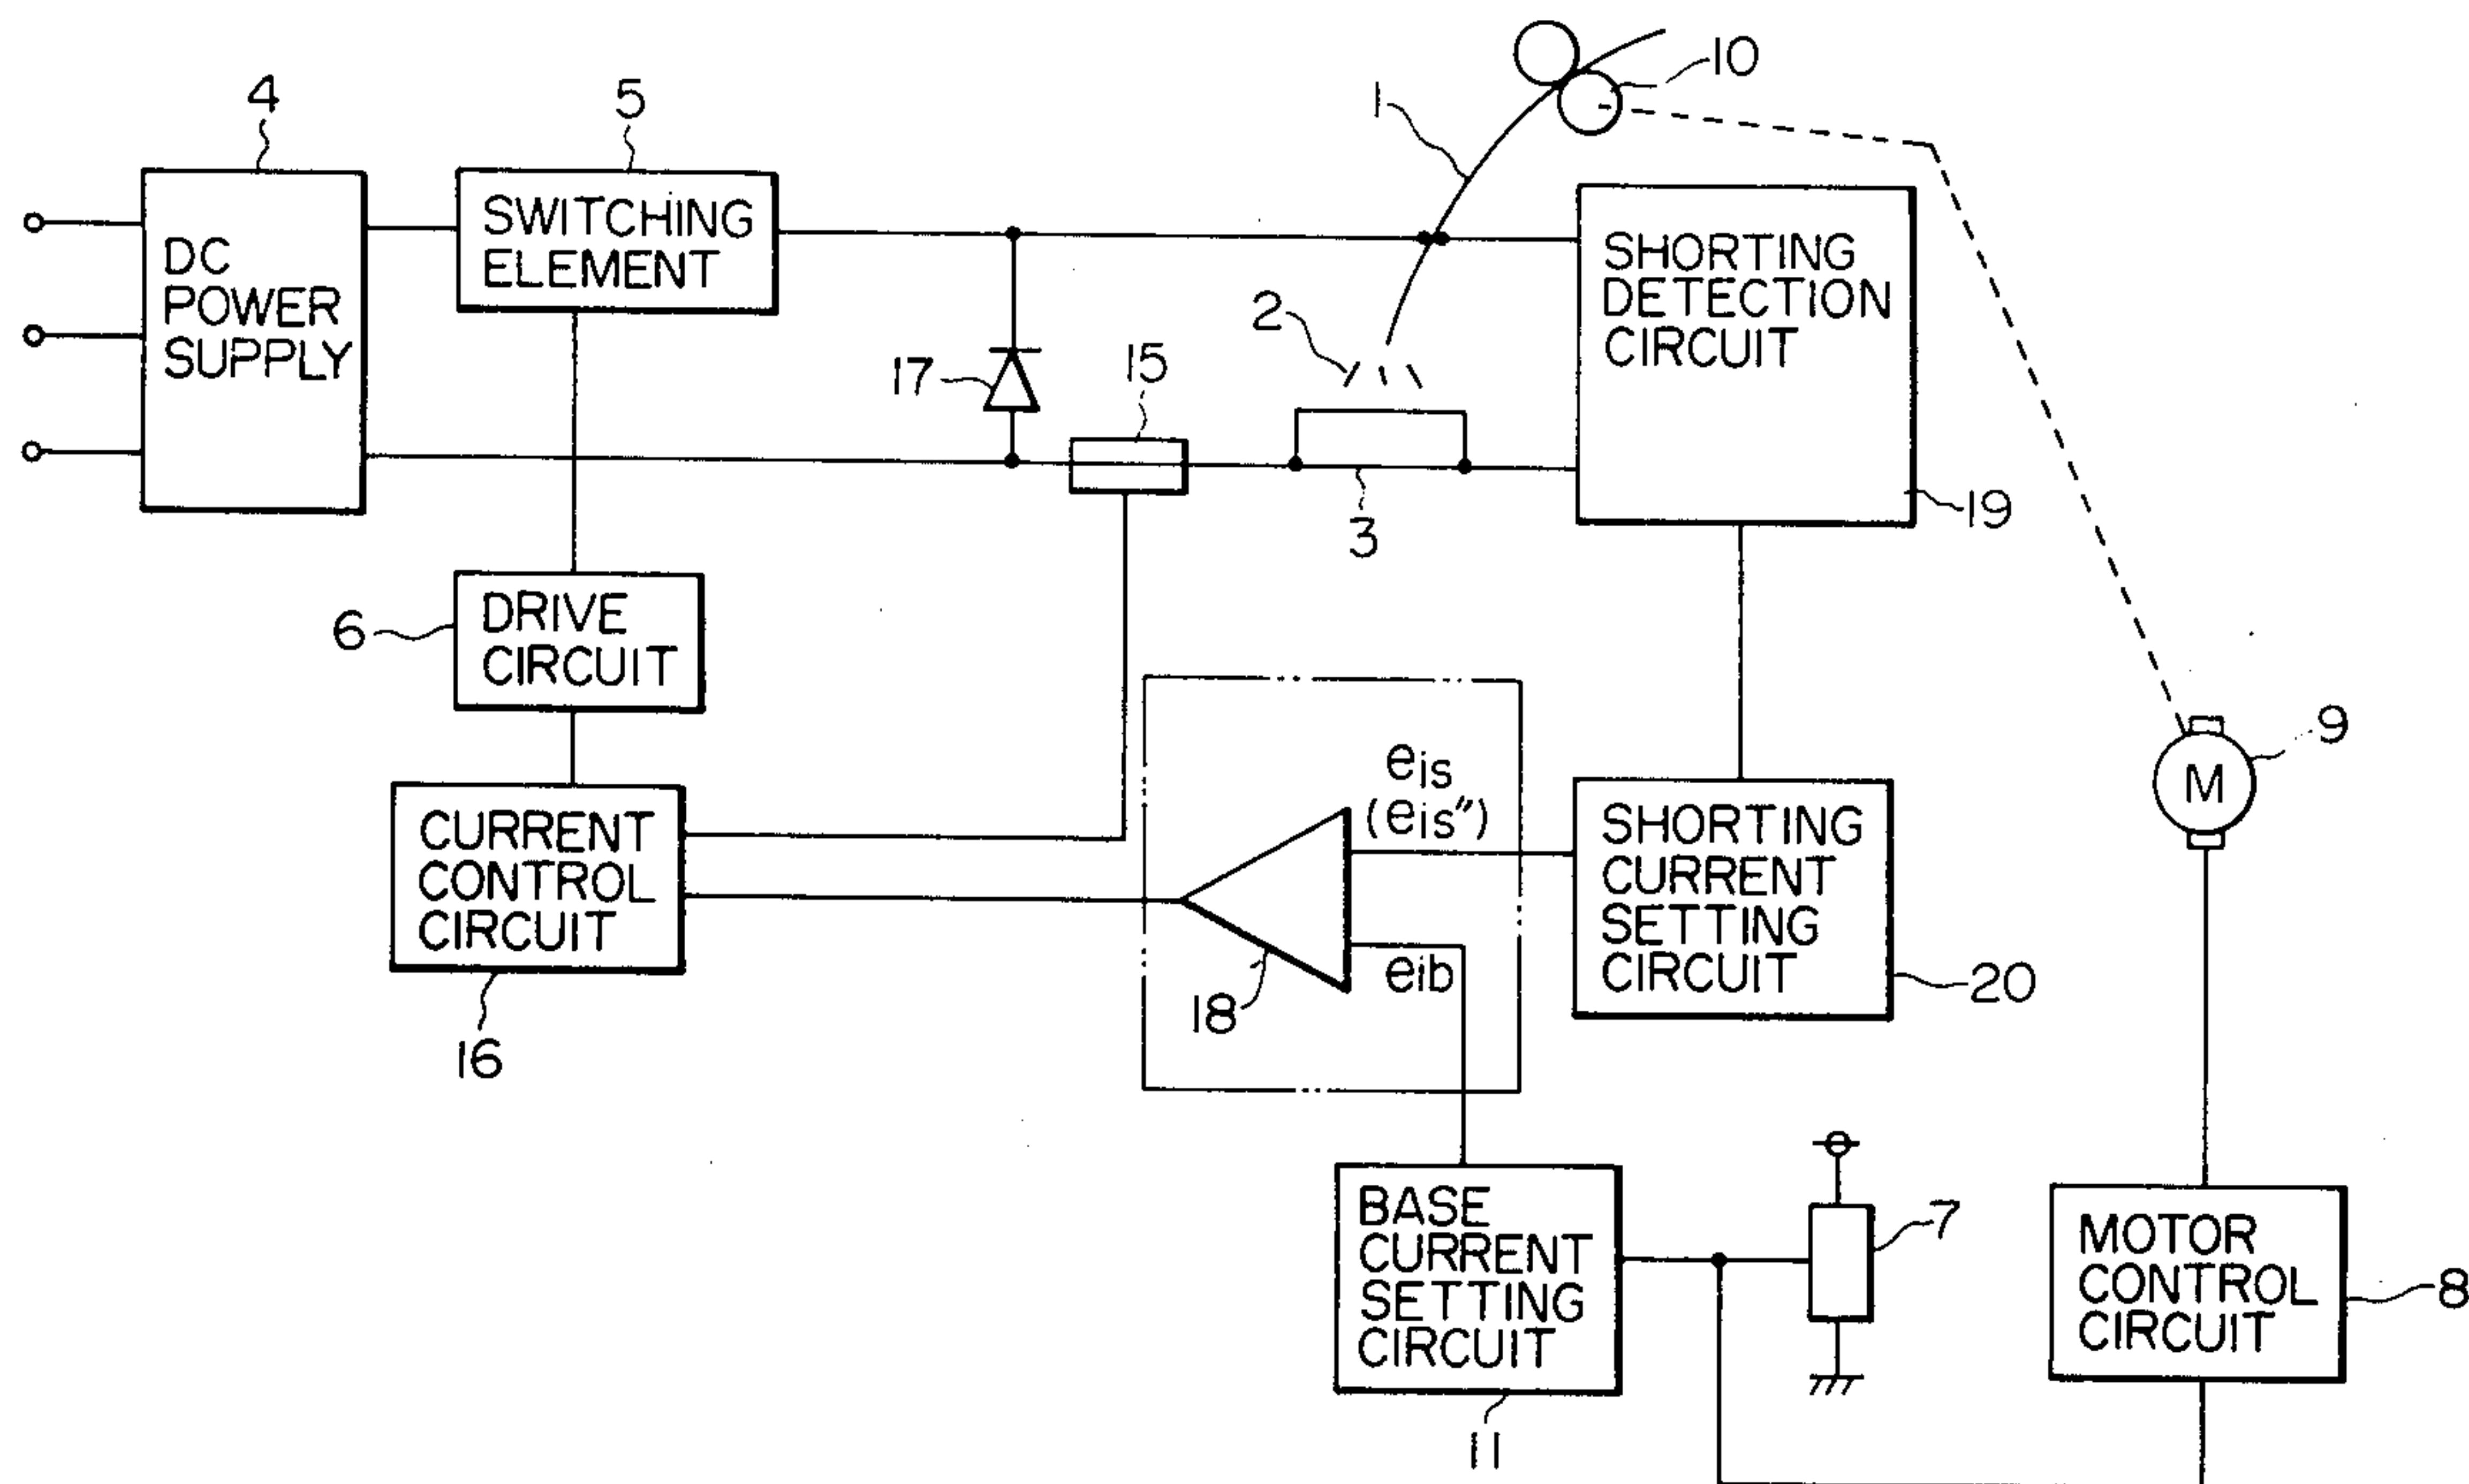 10
4
5
1
SWITCHING
ELEMENT
DC
POWER
SUPPLY
SHORTING
DETECTION
CIRCUIT
2
17
15
3
19
6
DRIVE
CIRCUIT
9
M
eis
(eis")
CURRENT
CONTROL
CIRCUIT
SHORTING
CURRENT
SETTING
CIRCUIT
eib
18
20
16
BASE
CURRENT
SETTING
CIRCUIT
7
MOTOR
CONTROL
CIRCUIT
8
11